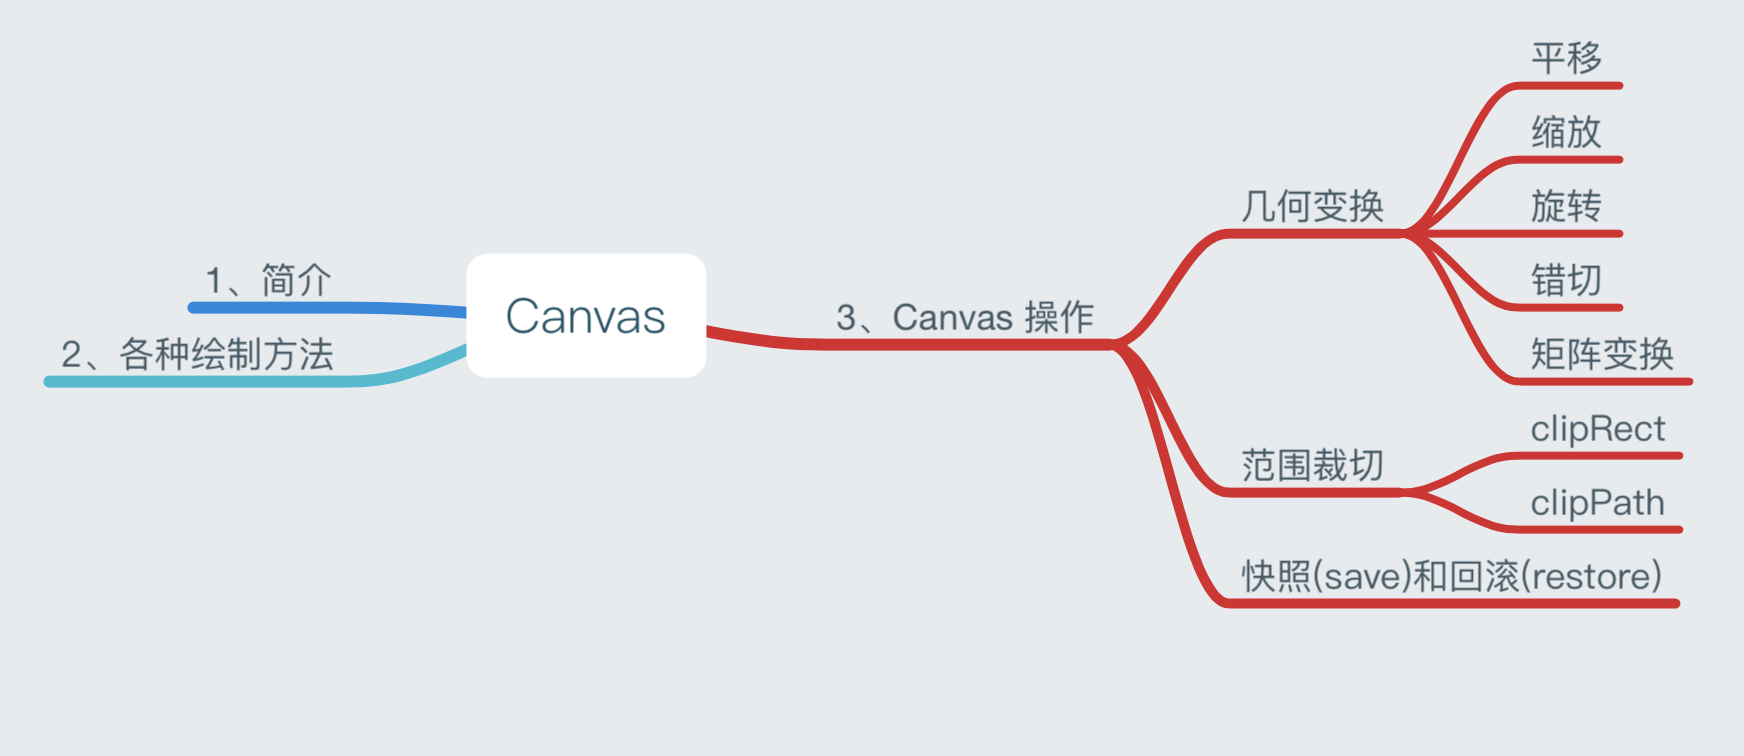 Canvas
1、简介
2、各种绘制方法
3、Canvas 操作
几何变换
平移
缩放
旋转
错切
矩阵变换
范围裁切
clipRect
clipPath
快照(save)和回滚(restore)